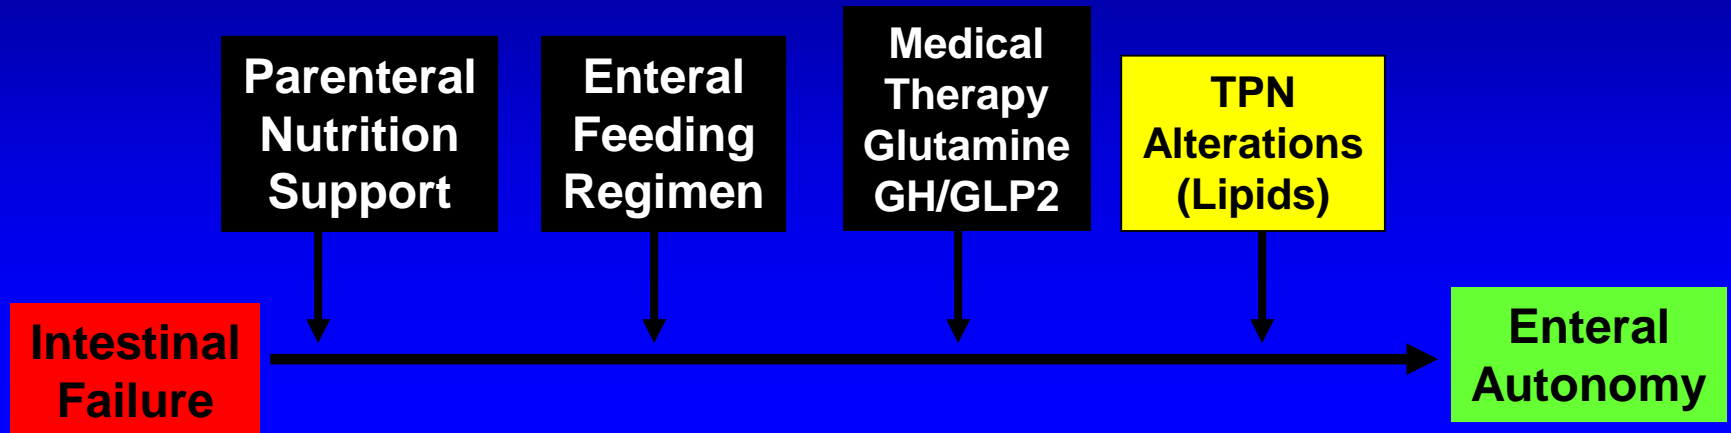 Parenteral
Nutrition
Support
Enteral
Feeding
Regimen
Medical
Therapy
Glutamine
GH/GLP2
TPN
Alterations
(Lipids)
Intestinal
Failure
Enteral
Autonomy